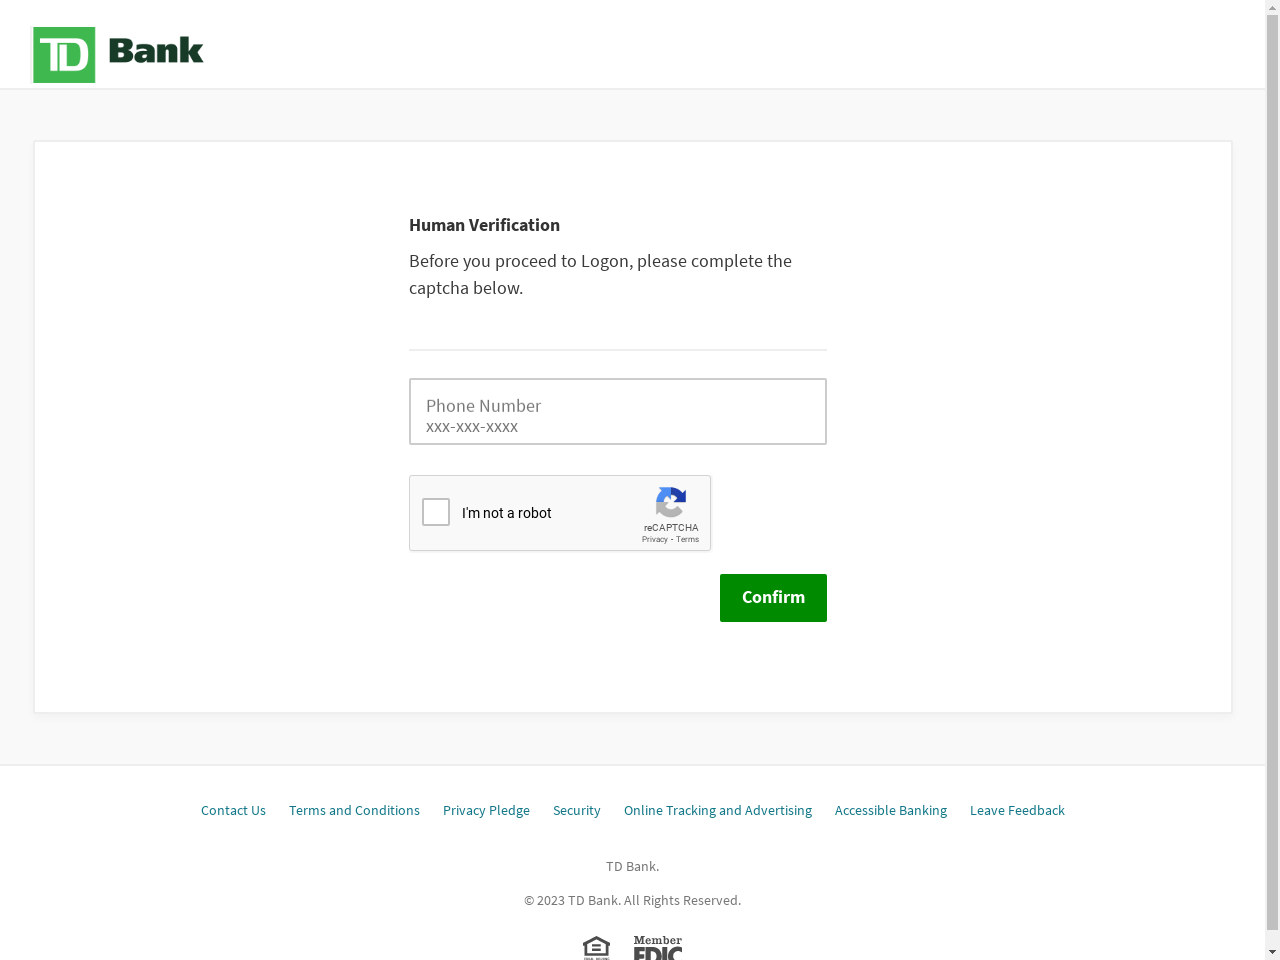 TD Bank
Human Verification
Before you proceed to Logon, please complete the
captcha below.
Phone Number
xxx-xxx-xxxx
I'm not a robot
reCAPTCHA
Privacy - Terms
Confirm
Contact Us Terms and Conditions Privacy Pledge Security Online Tracking and Advertising Accessible Banking Leave Feedback
TD Bank.
© 2023 TD Bank. All Rights Reserved.
Member
FDIC